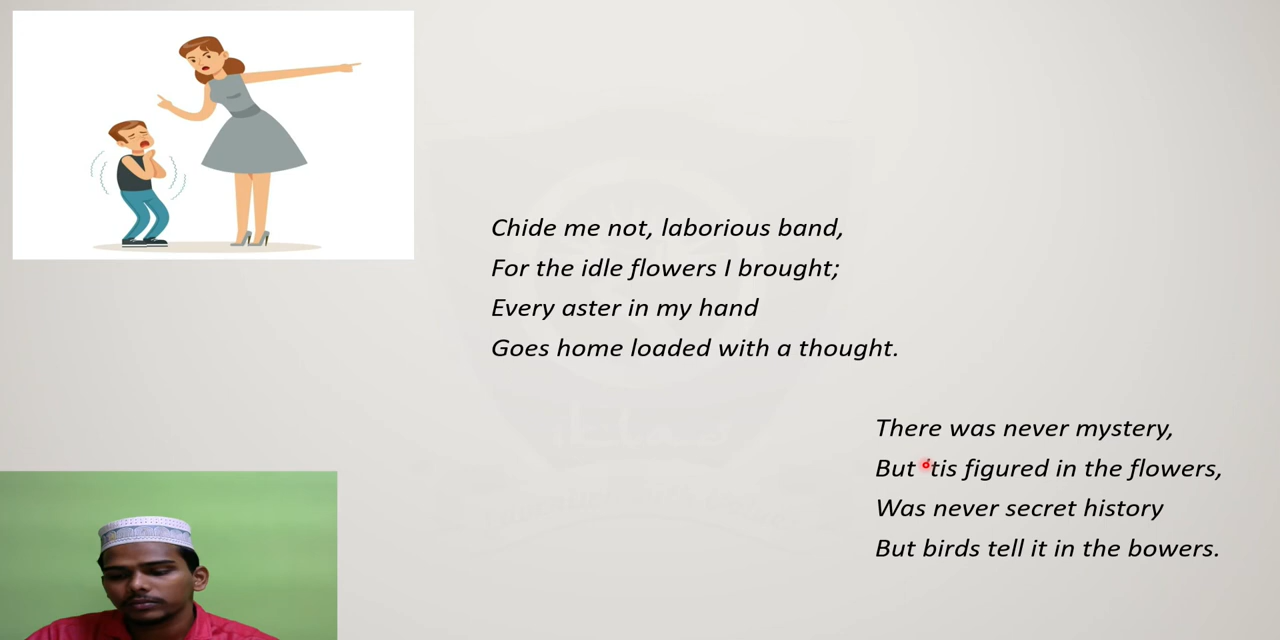 Chide me not, laborious band,
For the idle flowers I brought;
Every aster in my hand
Goes home loaded with a thought.
There was never mystery,
But 'tis figured in the flowers,
Was never secret history
But birds tell it in the bowers.